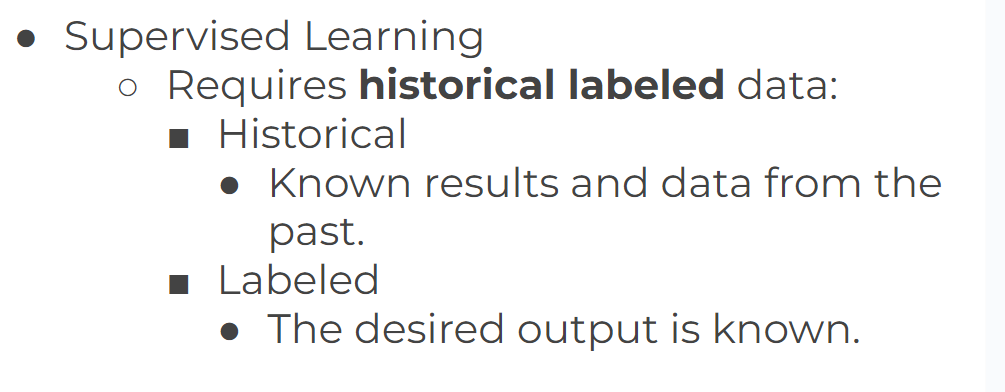 ● Supervised Learning
○ Requires historical labeled data:
■ Historical
● Known results and data from the
past.
■ Labeled
● The desired output is known.